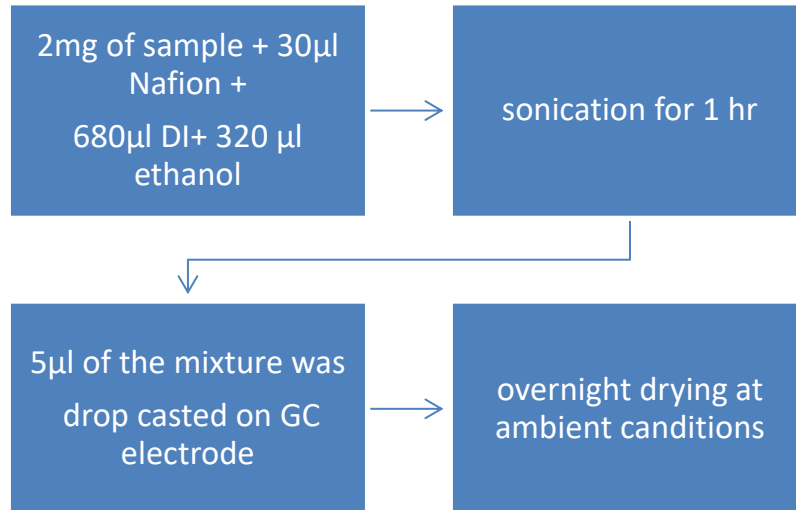 2mg of sample + 30µl
Nafion +
680µl DI+ 320 µl
ethanol
sonication for 1 hr
5µl of the mixture was
drop casted on GC
electrode
overnight drying at
ambient canditions